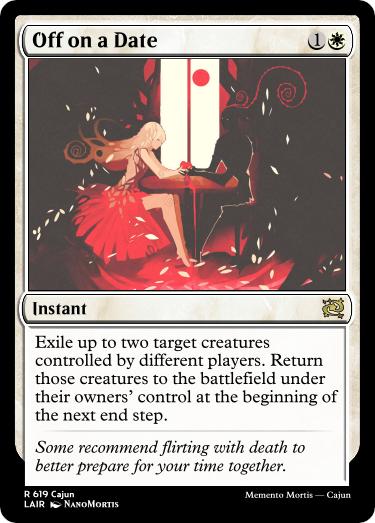 Off on a Date 1
Instant
Exile up to two target creatures
controlled by different players. Return
those creatures to the battlefield under
their owners' control at the beginning of
the next end step.
Some recommend flirting with death to
better prepare for your time together.
R 619 Cajun
LAIR NanoMortis
Memento Mortis — Cajun